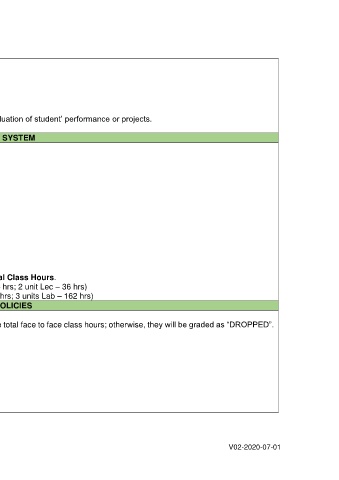 luation of student' performance or projects.
SYSTEM
al Class Hours.
hrs; 2 unit Lec – 36 hrs)
hrs; 3 units Lab – 162 hrs)
OLICIES
total face to face class hours; otherwise, they will be graded as "DROPPED".
V02-2020-07-01